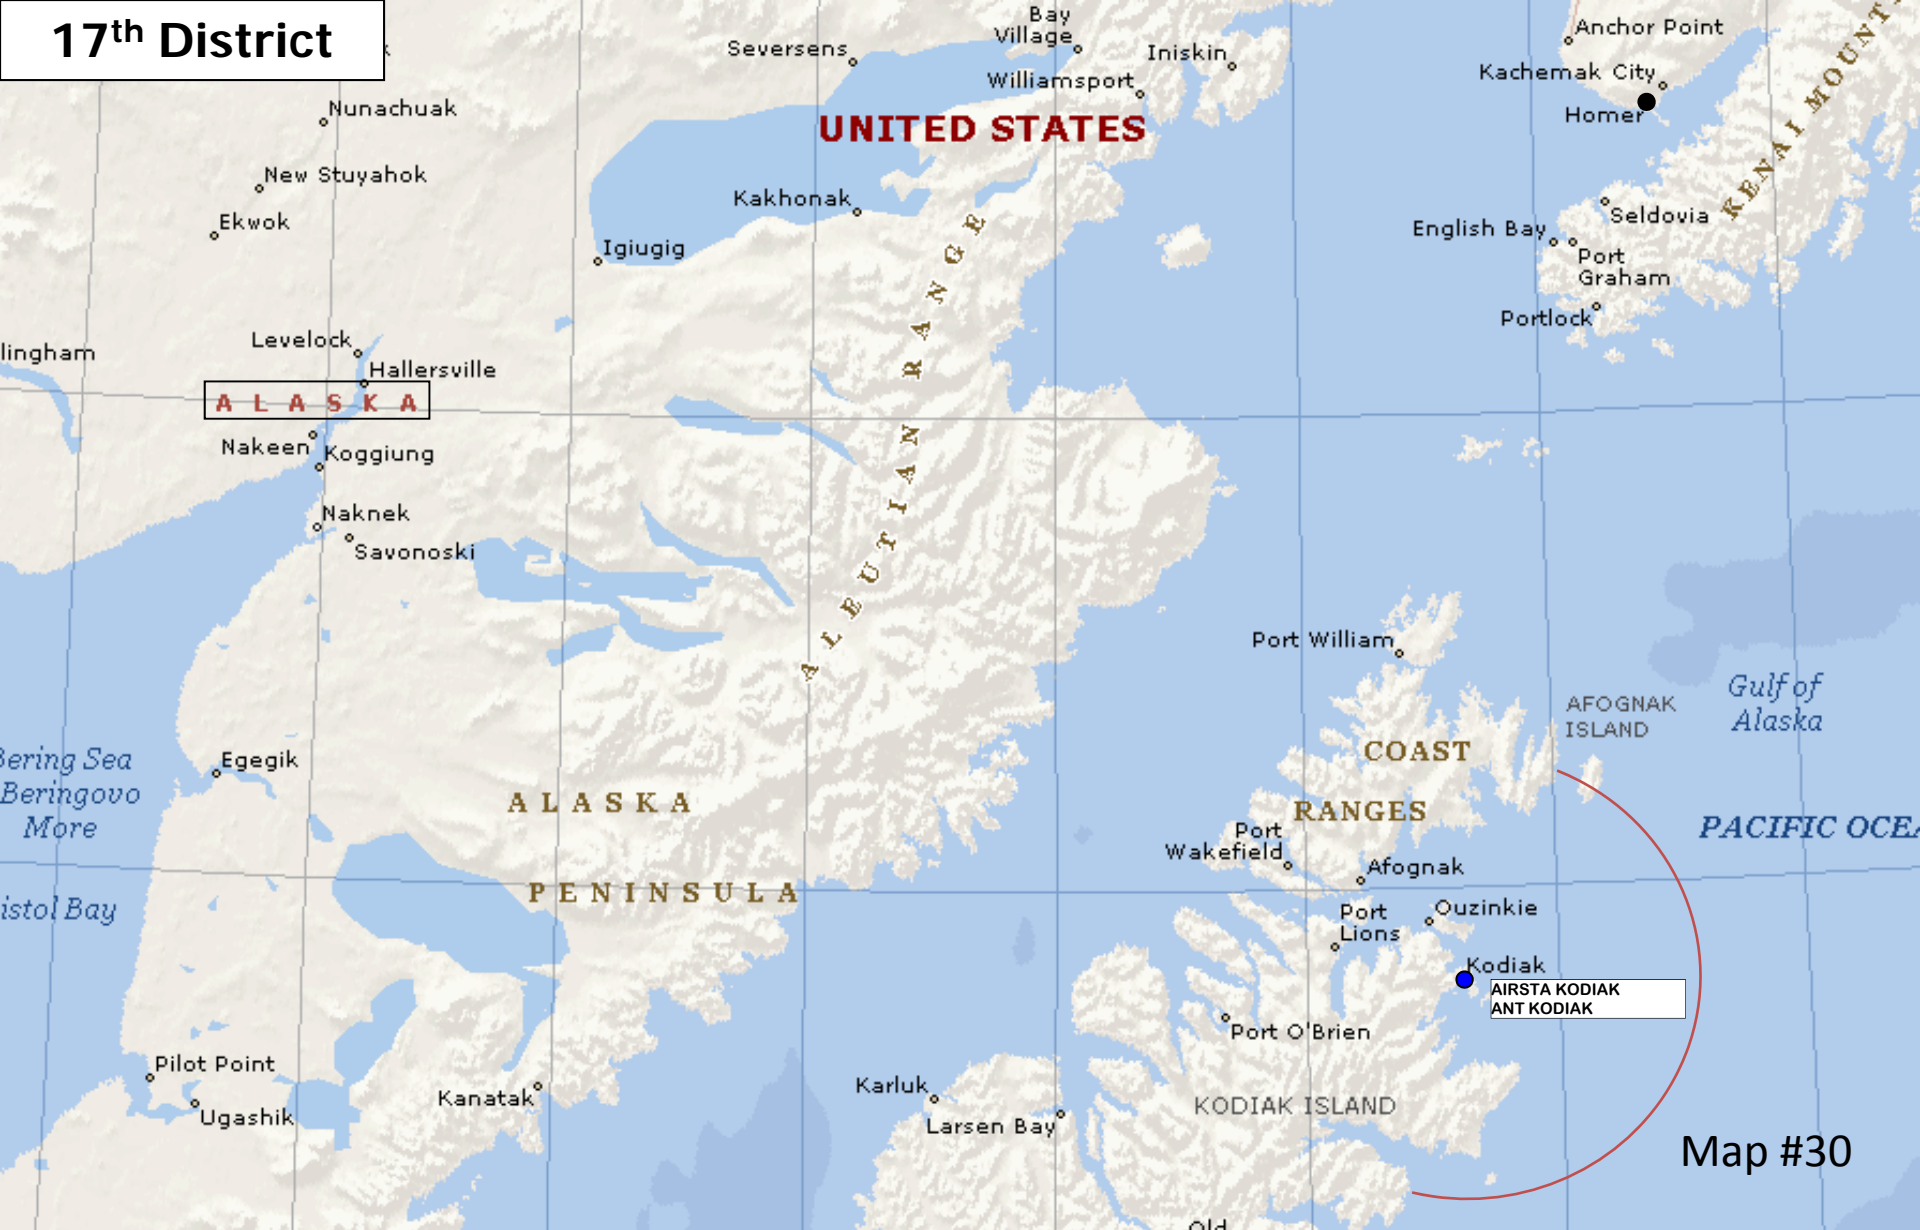 17th District
k
Bay
Village
Seversens
Iniskin
Williamsport
Anchor Point
Kachemak City
Homer
KENAI MOUNT
Nunachuak
UNITED STATES
New Stuyahok
Kakhonak
Ekwok
Igiugig
Seldovia
English Bay
Port
Graham
Portlock
ALEUTIAN RANGE
Levelock
lingham
Hallersville
ALASKA
Nakeen
Koggiung
Naknek
Savonoski
Port William
AFOGNAK
ISLAND
Gulf of
Alaska
COAST
RANGES
Bering Sea
Beringovo
More
Egegik
ALASKA
PENINSULA
PACIFIC OCEA
Port
Wakefield
Afognak
istol Bay
Port
Lions
Ouzinkie
Kodiak
AIRSTA KODIAK
ANT KODIAK
Port O'Brien
Pilot Point
Ugashik
Kanatak
Karluk
Larsen Bay
KODIAK ISLAND
Map #30
Old